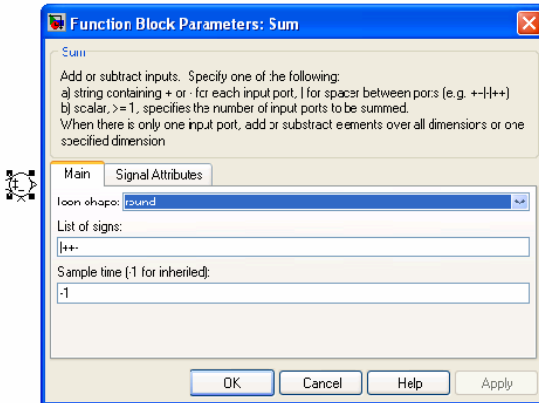 Function Block Parameters: Sum
Sum
Add or subtract inputs. Specify one of the following:
a) string containing + or - for each input port, | for spacer between ports (e.g. ++|-|++)
b) scalar, >= 1, specifies the number of input ports to be summed.
When there is only one input port, add or substract elements over all dimensions or one
specified dimension
Main
Signal Attributes
Icon shape: round
List of signs:
|++-
Sample time (-1 for inherited):
-1
OK
Cancel
Help
Apply